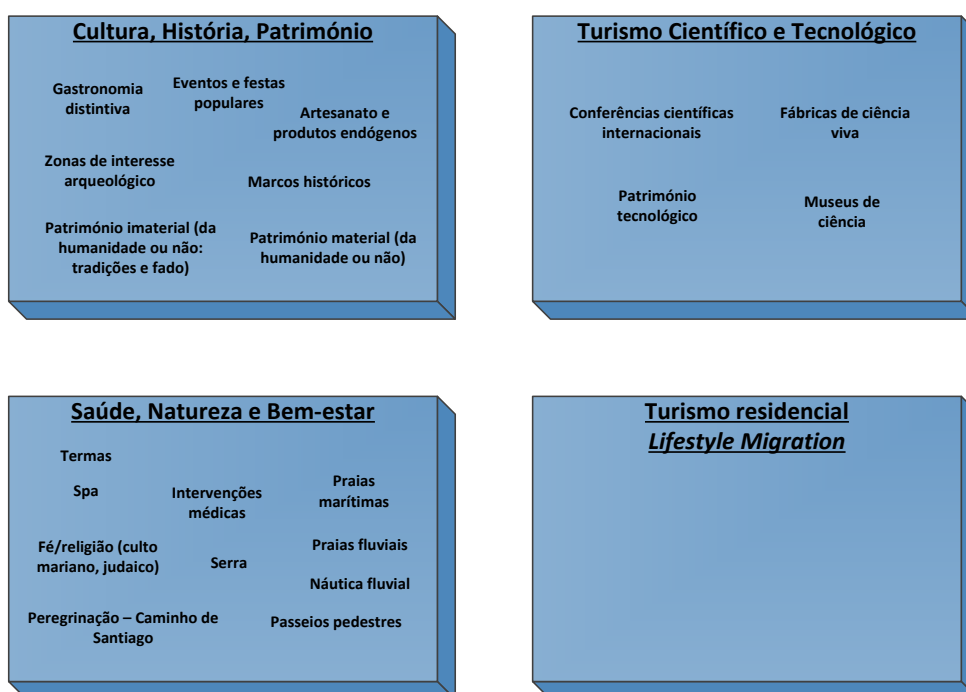 Cultura, História, Património
Gastronomia
distintiva
Eventos e festas
populares
Artesanato e
produtos endógenos
Zonas de interesse
arqueológico
Marcos históricos
Património imaterial (da
humanidade ou não:
tradições e fado)
Património material (da
humanidade ou não)
Turismo Científico e Tecnológico
Conferências científicas
internacionais
Fábricas de ciência
viva
Património
tecnológico
Museus de
ciência
Saúde, Natureza e Bem-estar
Termas
Spa
Intervenções
médicas
Praias
marítimas
Fé/religião (culto
mariano, judaico)
Serra
Praias fluviais
Náutica fluvial
Peregrinação – Caminho de
Santiago
Passeios pedestres
Turismo residencial
Lifestyle Migration